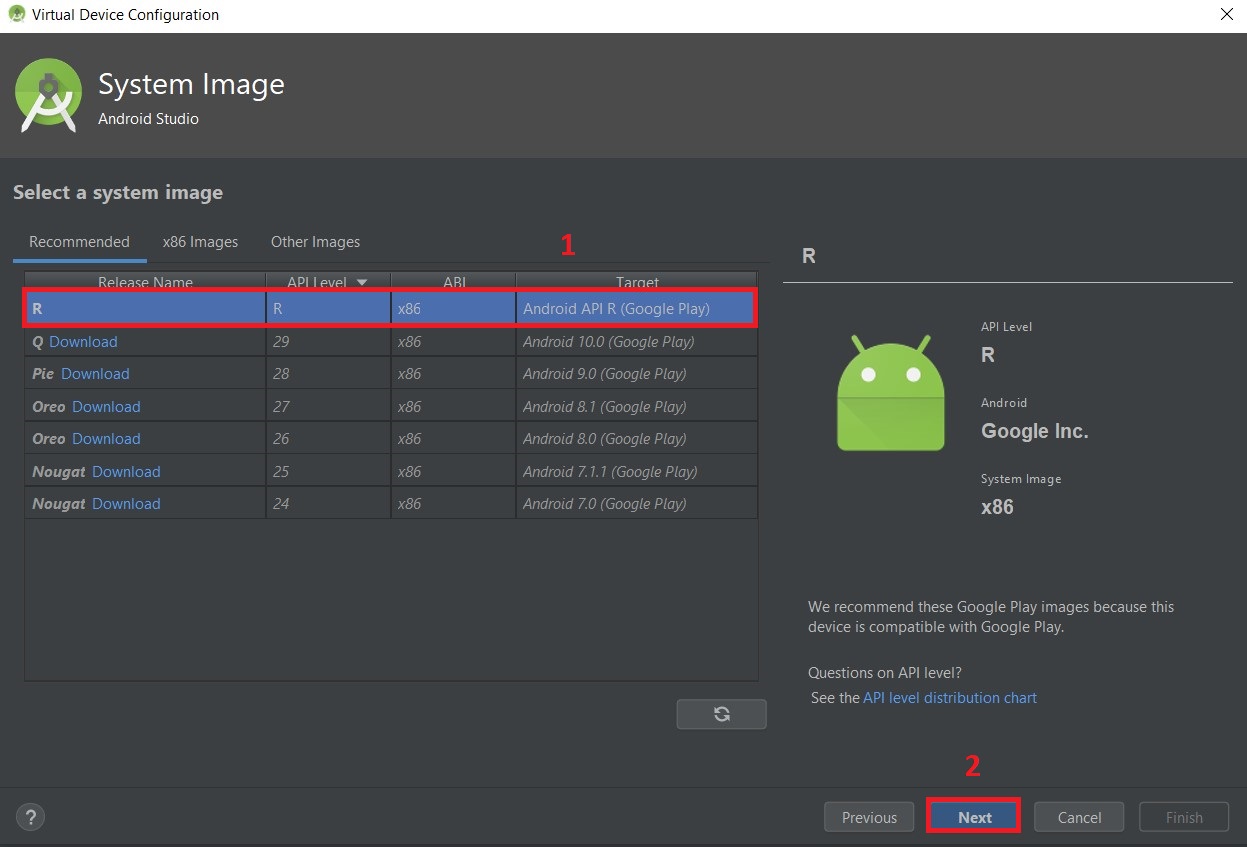 Virtual Device Configuration
System Image
Android Studio
Select a system image
Recommended x86 Images Other Images
1
Release Name API Level ABI Target
R R x86 Android API R (Google Play)
Q Download 29 x86 Android 10.0 (Google Play)
Pie Download 28 x86 Android 9.0 (Google Play)
Oreo Download 27 x86 Android 8.1 (Google Play)
Oreo Download 26 x86 Android 8.0 (Google Play)
Nougat Download 25 x86 Android 7.1.1 (Google Play)
Nougat Download 24 x86 Android 7.0 (Google Play)
R
API Level
R
Android
Google Inc.
System Image
x86
We recommend these Google Play images because this
device is compatible with Google Play.
Questions on API level?
See the API level distribution chart
2
? Previous Next Cancel Finish